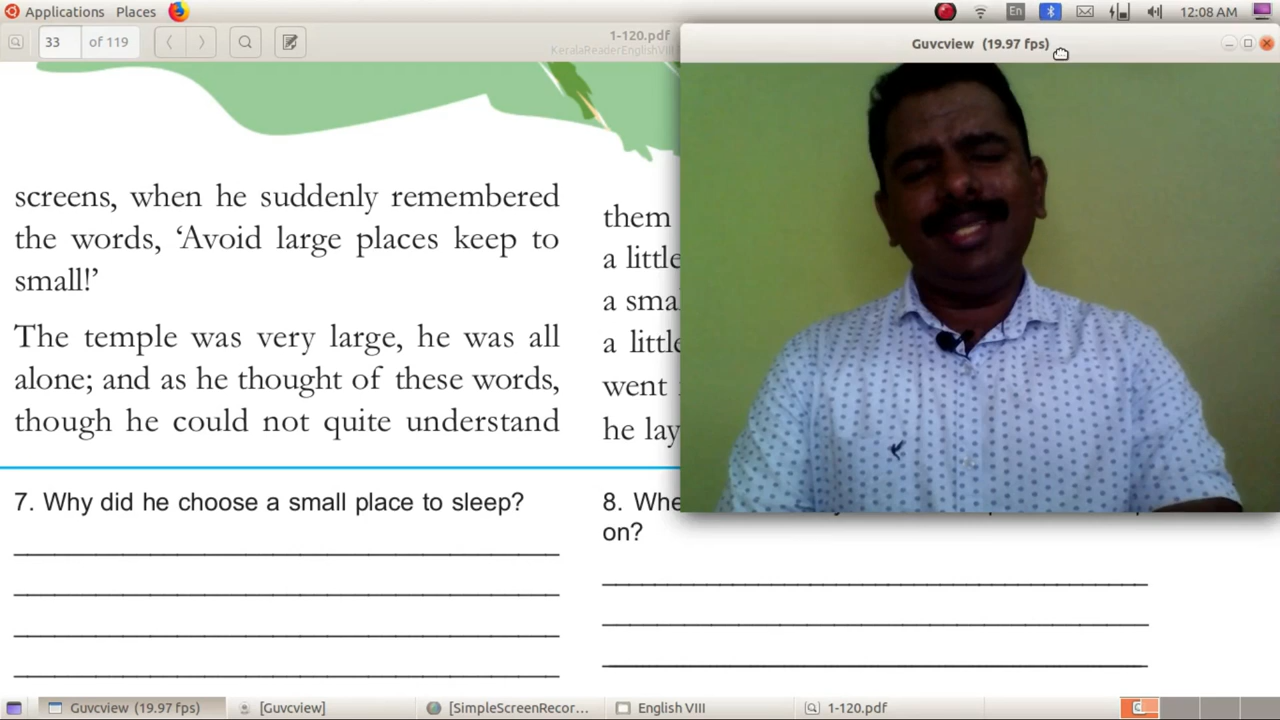 Applications Places En 12:08 AM
33 of 119
1-120.pdf
KeralaReaderEnglishVIII
Guvcview (19.97 fps)
screens, when he suddenly remembered
the words, ‘Avoid large places keep to
small!’
The temple was very large, he was all
alone; and as he thought of these words,
though he could not quite understand
them
a little
a small
a little
went
he lay
7. Why did he choose a small place to sleep?
8.
on?
Guvcview (19.97 fps) [Guvcview] [SimpleScreenRecor... English VIII 1-120.pdf